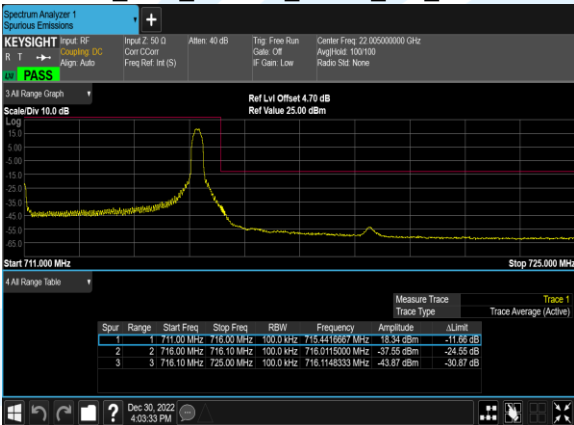 Spectrum Analyzer 1
Spurious Emissions
KEYSIGHT Input: RF Input Z: 50 Ω Atten: 40 dB Trig: Free Run Center Freq: 22.005000000 GHz
R T Coupling: DC Corr CCorr Gate: Off Avg|Hold: 100/100
Align: Auto Freq Ref: Int (S) IF Gain: Low Radio Std: None
PASS
3 All Range Graph
Ref Lvl Offset 4.70 dB
Scale/Div 10.0 dB Ref Value 25.00 dBm
Log
15.0
5.00
-5.00
-15.0
-25.0
-35.0
-45.0
-55.0
-65.0
Start 711.000 MHz Stop 725.000 MHz
4 All Range Table
Measure Trace Trace 1
Trace Type Trace Average (Active)
Spur Range Start Freq Stop Freq RBW Frequency Amplitude ΔLimit
1 1 711.00 MHz 716.00 MHz 100.0 kHz 715.4416667 MHz 18.34 dBm -11.66 dB
2 2 716.00 MHz 716.10 MHz 100.0 kHz 716.0115000 MHz -37.55 dBm -24.55 dB
3 3 716.10 MHz 725.00 MHz 100.0 kHz 716.1148333 MHz -43.87 dBm -30.87 dB
? Dec 30, 2022
4:03:33 PM